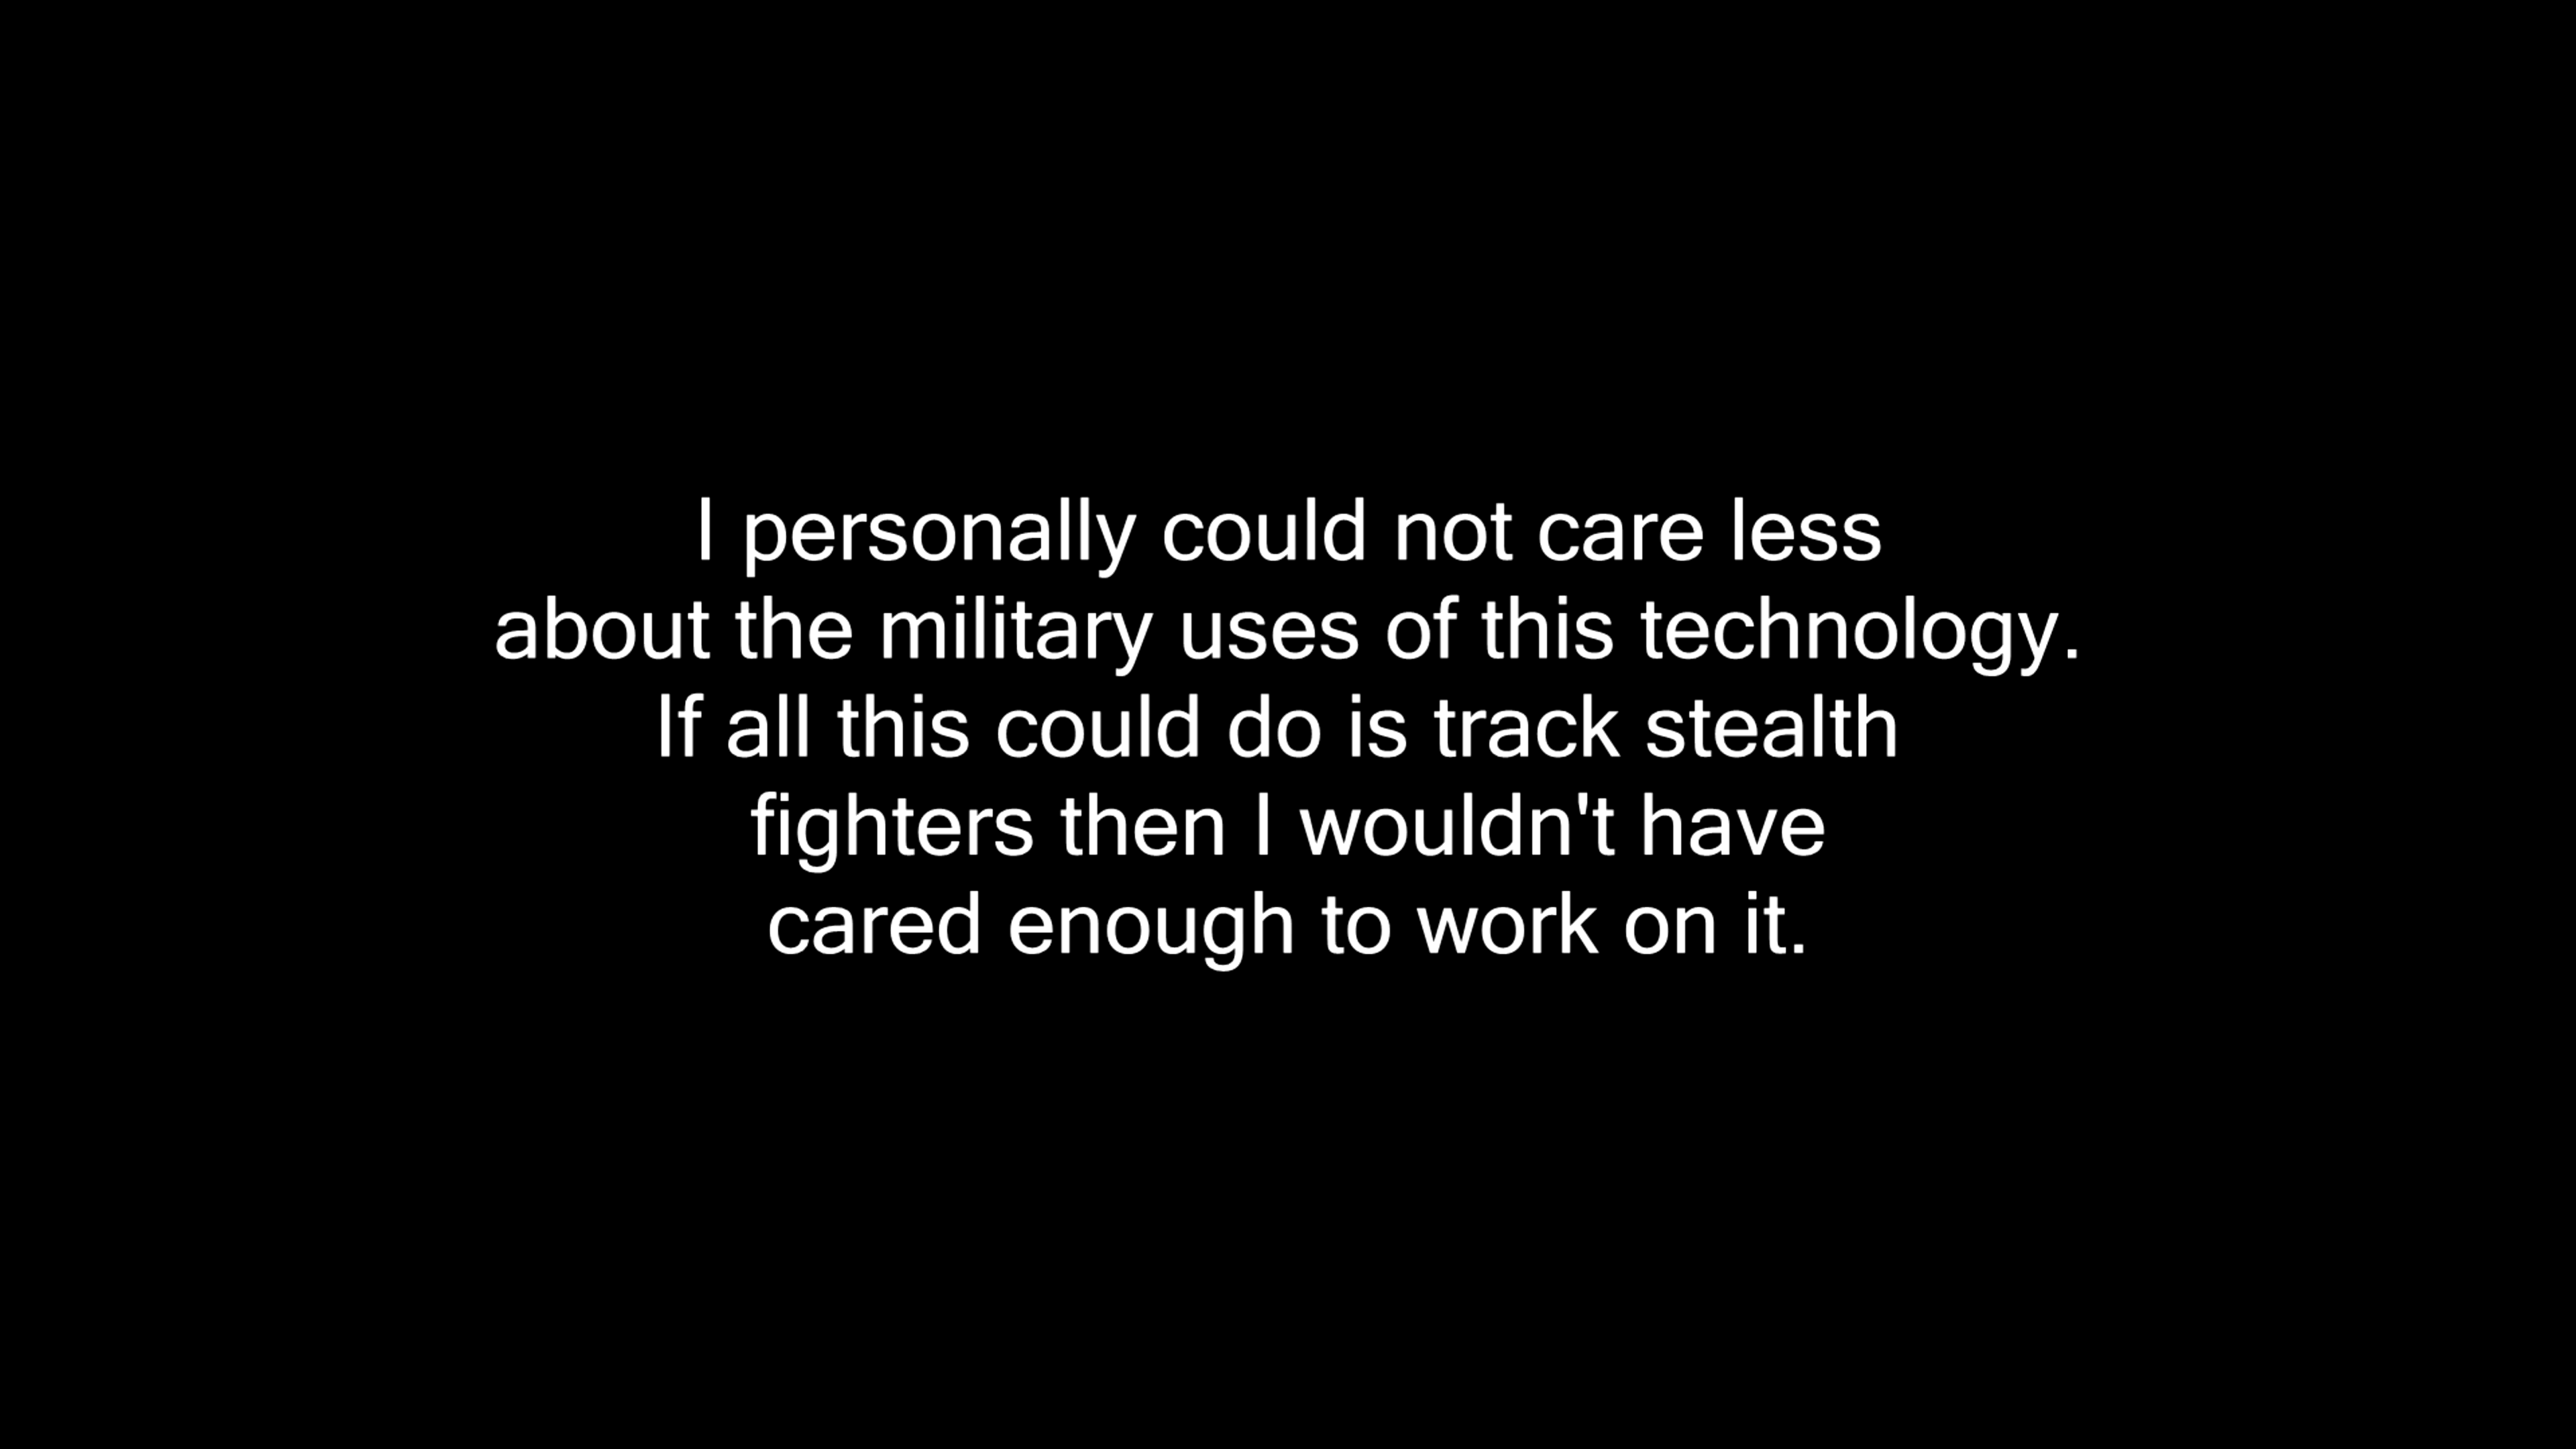 I personally could not care less
about the military uses of this technology.
If all this could do is track stealth
fighters then I wouldn't have
cared enough to work on it.